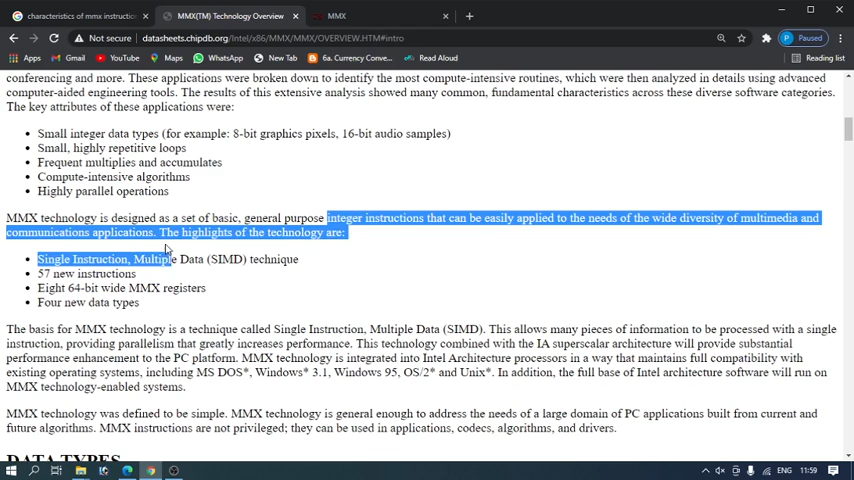 characteristics of mmx instruction
MMX(TM) Technology Overview
MMX
Not secure
datasheets.chipdb.org/Intel/x86/MMX/MMX/OVERVIEW.HTM#intro
P
Paused
Apps
Gmail
YouTube
Maps
WhatsApp
New Tab
6a. Currency Conve...
Read Aloud
Reading list
conferencing and more. These applications were broken down to identify the most compute-intensive routines, which were then analyzed in details using advanced
computer-aided engineering tools. The results of this extensive analysis showed many common, fundamental characteristics across these diverse software categories.
The key attributes of these applications were:
• Small integer data types (for example: 8-bit graphics pixels, 16-bit audio samples)
• Small, highly repetitive loops
• Frequent multiplies and accumulates
• Compute-intensive algorithms
• Highly parallel operations
MMX technology is designed as a set of basic, general purpose integer instructions that can be easily applied to the needs of the wide diversity of multimedia and
communications applications. The highlights of the technology are:
• Single Instruction, Multiple Data (SIMD) technique
• 57 new instructions
• Eight 64-bit wide MMX registers
• Four new data types
The basis for MMX technology is a technique called Single Instruction, Multiple Data (SIMD). This allows many pieces of information to be processed with a single
instruction, providing parallelism that greatly increases performance. This technology combined with the IA superscalar architecture will provide substantial
performance enhancement to the PC platform. MMX technology is integrated into Intel Architecture processors in a way that maintains full compatibility with
existing operating systems, including MS DOS*, Windows* 3.1, Windows 95, OS/2* and Unix*. In addition, the full base of Intel architecture software will run on
MMX technology-enabled systems.
MMX technology was defined to be simple. MMX technology is general enough to address the needs of a large domain of PC applications built from current and
future algorithms. MMX instructions are not privileged; they can be used in applications, codecs, algorithms, and drivers.
DATA TYPES
ENG
11:59